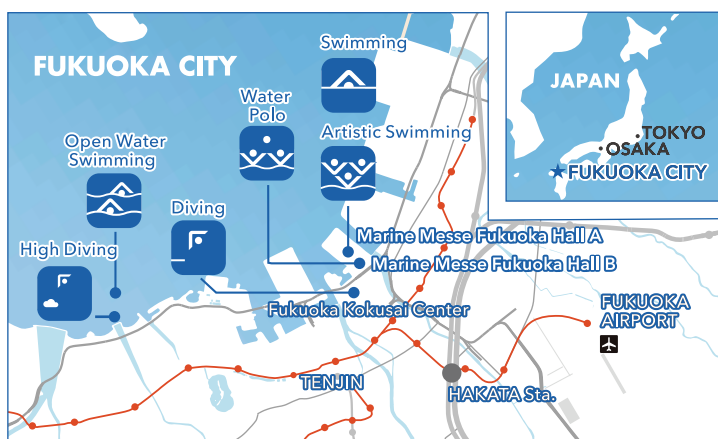 FUKUOKA CITY
Swimming
Water
Polo
Artistic Swimming
Open Water
Swimming
Diving
High Diving
Marine Messe Fukuoka Hall A
Marine Messe Fukuoka Hall B
Fukuoka Kokusai Center
FUKUOKA
AIRPORT
TENJIN
HAKATA Sta.
JAPAN
TOKYO
OSAKA
FUKUOKA CITY